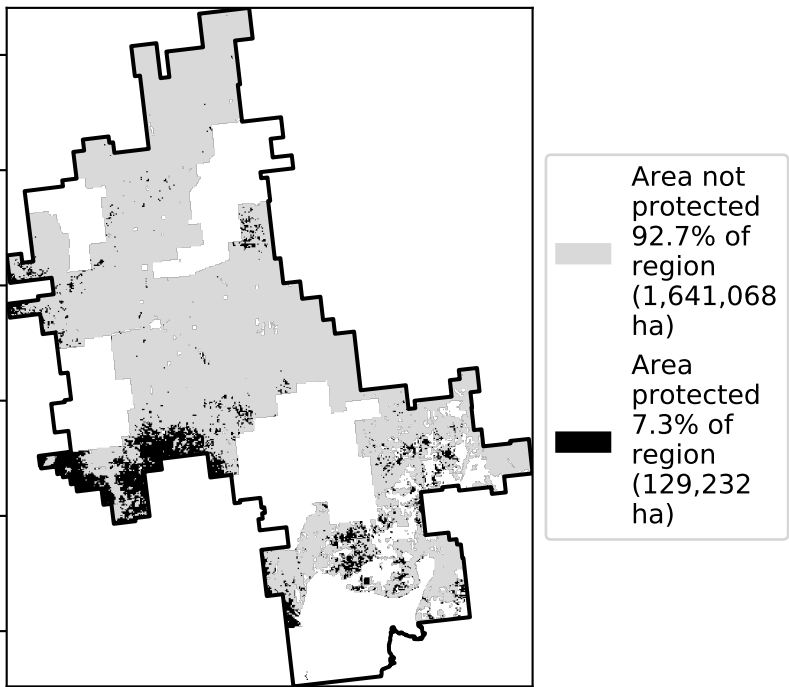 Area not
protected
92.7% of
region
(1,641,068
ha)
Area
protected
7.3% of
region
(129,232
ha)